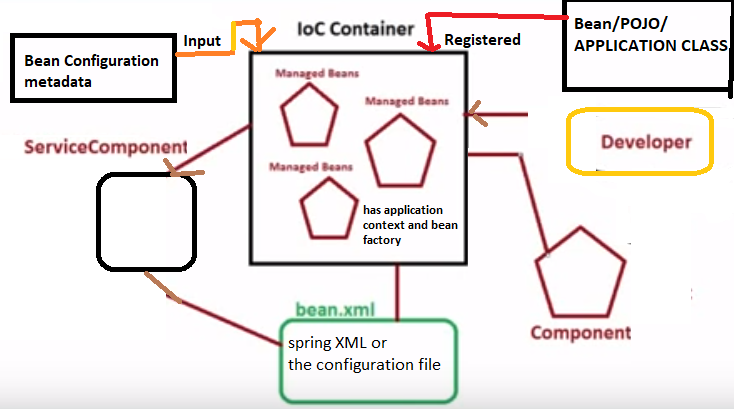 Bean Configuration
metadata
Input
IoC Container
Registered
Bean/POJO/
APPLICATION CLASS
Managed Beans
Managed Beans
Managed Beans
has application
context and bean
factory
ServiceComponent
Developer
Component
bean.xml
spring XML or
the configuration file